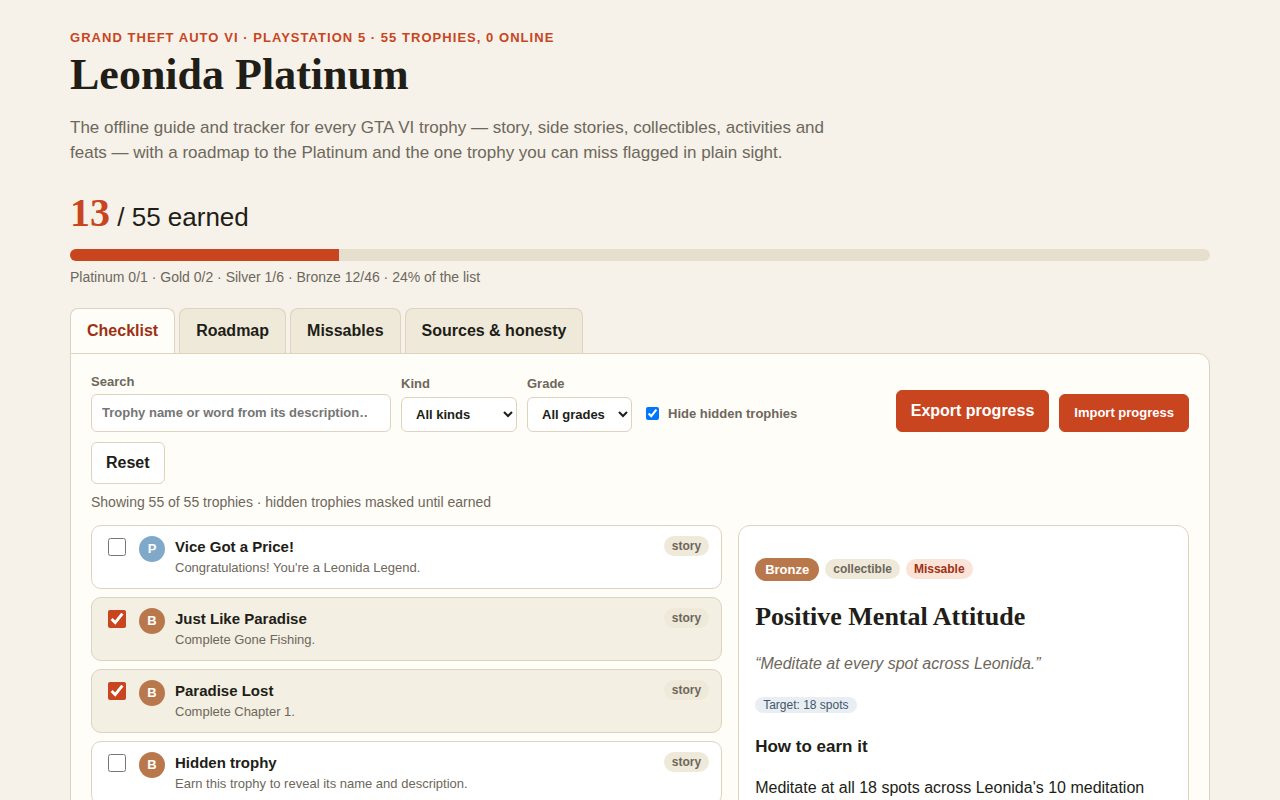 GRAND THEFT AUTO VI · PLAYSTATION 5 · 55 TROPHIES, 0 ONLINE
Leonida Platinum
The offline guide and tracker for every GTA VI trophy — story, side stories, collectibles, activities and
feats — with a roadmap to the Platinum and the one trophy you can miss flagged in plain sight.
13 / 55 earned
Platinum 0/1 · Gold 0/2 · Silver 1/6 · Bronze 12/46 · 24% of the list
Checklist Roadmap Missables Sources & honesty
Search Kind Grade
Trophy name or word from its description.. All kinds All grades Hide hidden trophies Export progress Import progress
Reset
Showing 55 of 55 trophies · hidden trophies masked until earned
P Vice Got a Price! story
Congratulations! You're a Leonida Legend.
B Just Like Paradise story
Complete Gone Fishing.
B Paradise Lost story
Complete Chapter 1.
B Hidden trophy story
Earn this trophy to reveal its name and description.
Bronze collectible Missable
Positive Mental Attitude
“Meditate at every spot across Leonida.”
Target: 18 spots
How to earn it
Meditate at all 18 spots across Leonida's 10 meditation